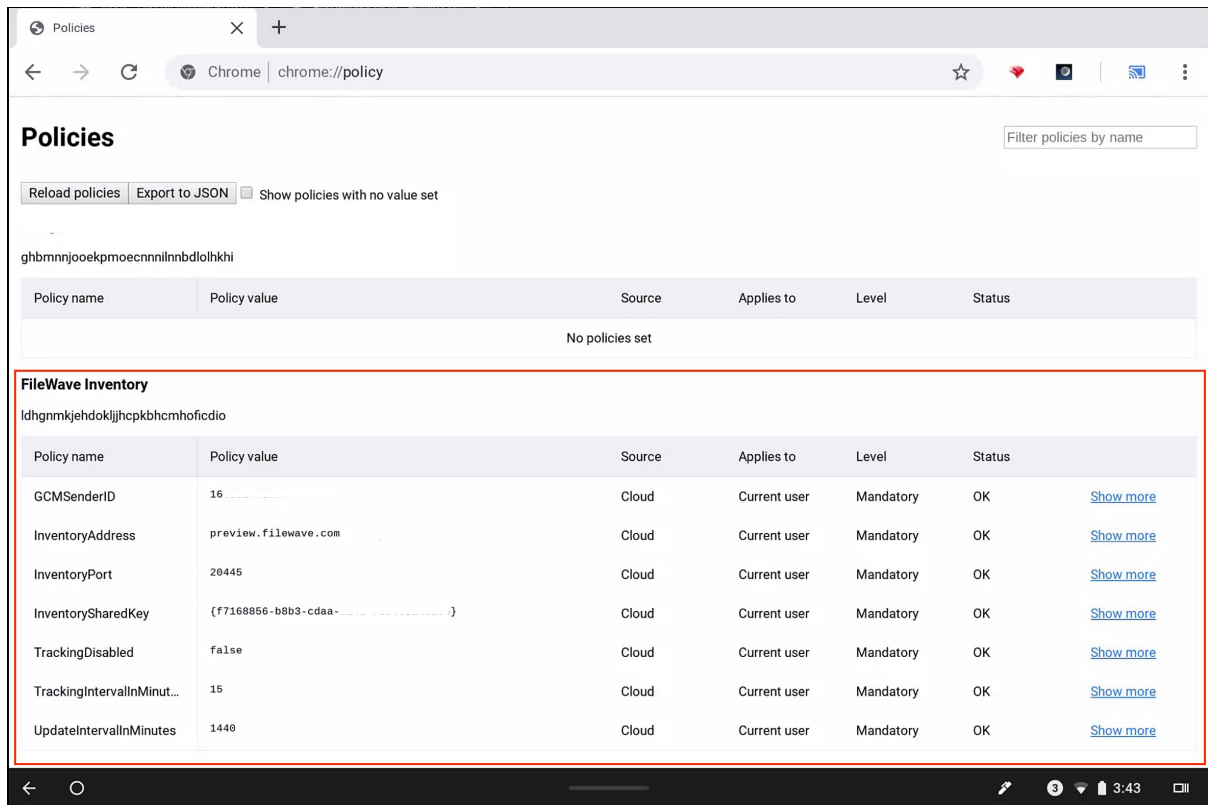 Policies
Chrome chrome://policy
Policies
Filter policies by name
Reload policies Export to JSON Show policies with no value set
ghbmnnjooekpmoecnnnilnnbdlolhkhi
Policy name Policy value Source Applies to Level Status
No policies set
FileWave Inventory
ldhgnmkjehdokljjhcpkbhcmhoficdio
Policy name Policy value Source Applies to Level Status
GCMSenderID 16 Cloud Current user Mandatory OK Show more
InventoryAddress preview.filewave.com Cloud Current user Mandatory OK Show more
InventoryPort 20445 Cloud Current user Mandatory OK Show more
InventorySharedKey {f7168856-b8b3-cdaa- } Cloud Current user Mandatory OK Show more
TrackingDisabled false Cloud Current user Mandatory OK Show more
TrackingIntervalInMinut... 15 Cloud Current user Mandatory OK Show more
UpdateIntervalInMinutes 1440 Cloud Current user Mandatory OK Show more
3 3:43